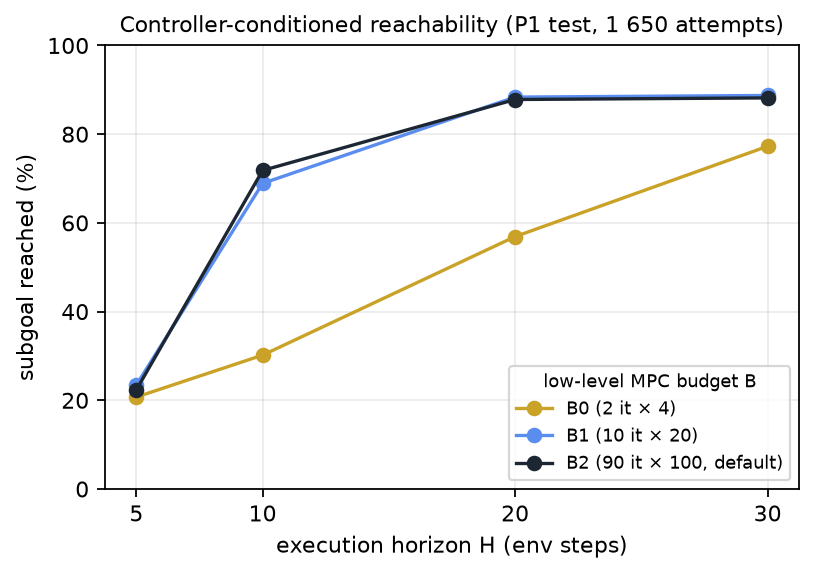 Controller-conditioned reachability (P1 test, 1 650 attempts)
100
80
60
40
20
0
subgoal reached (%)
low-level MPC budget B
B0 (2 it × 4)
B1 (10 it × 20)
B2 (90 it × 100, default)
5 10 20 30
execution horizon H (env steps)